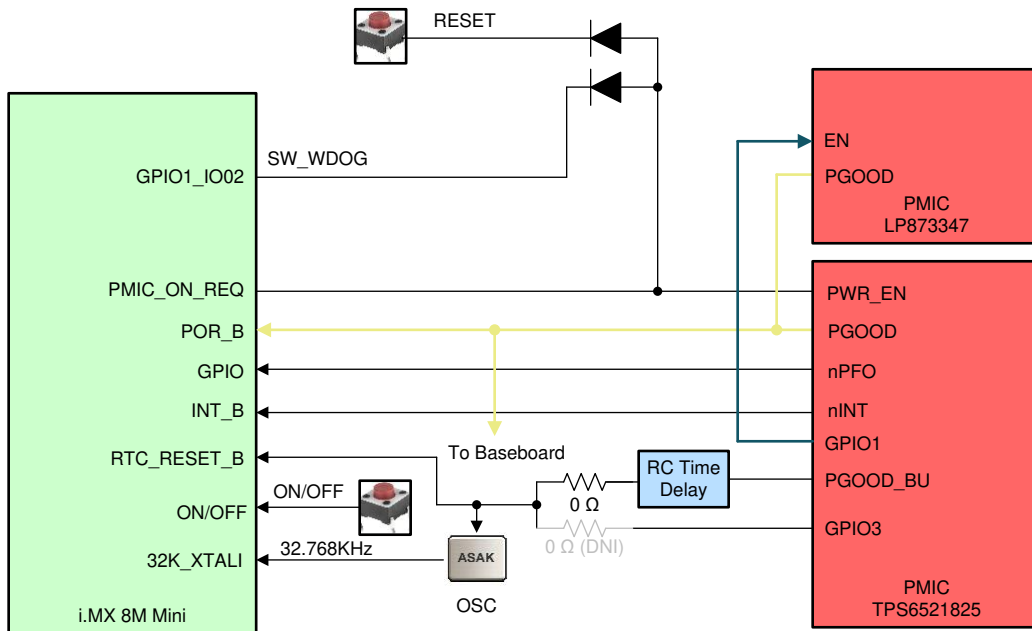 RESET
EN
SW_WDOG
GPIO1_IO02
PGOOD
PMIC
LP873347
PMIC_ON_REQ
PWR_EN
POR_B
PGOOD
GPIO
nPFO
INT_B
nINT
GPIO1
To Baseboard
RTC_RESET_B
RC Time
Delay
PGOOD_BU
ON/OFF
0 Ω
ON/OFF
GPIO3
0 Ω (DNI)
32.768KHz
32K_XTALI
ASAK
OSC
PMIC
TPS6521825
i.MX 8M Mini